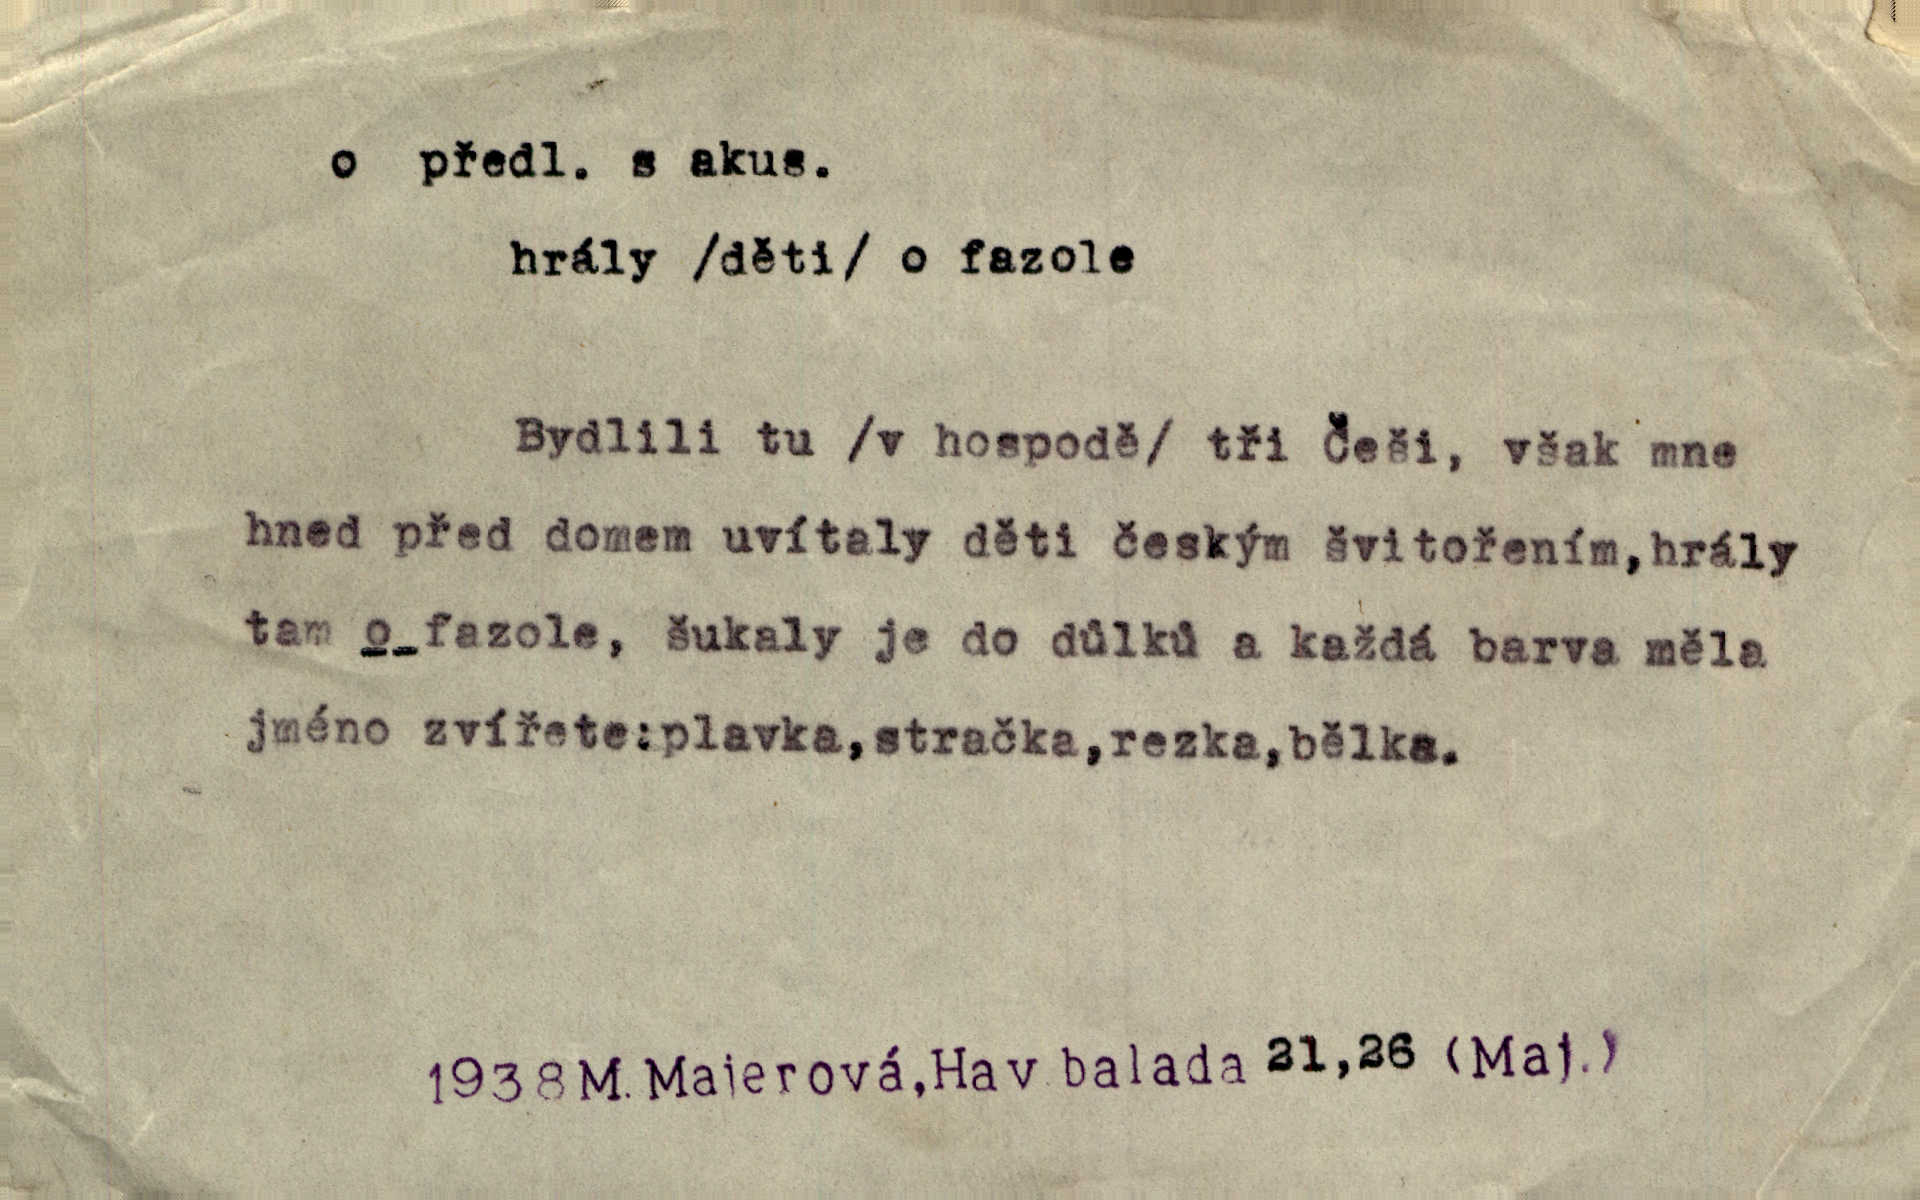 o předl. s akus.
hrály /děti/ o fazole
Bydlili tu /v hospodě/ tři Češi, však mne
hned před domem uvítaly děti českým švitořením,hrály
tam o fazole, šukaly je do důlků a každá barva měla
jméno zvířete:plavka,stračka,rezka,bělka.
1938 M. Majerová,Hav balada 21,26 (Maj.)